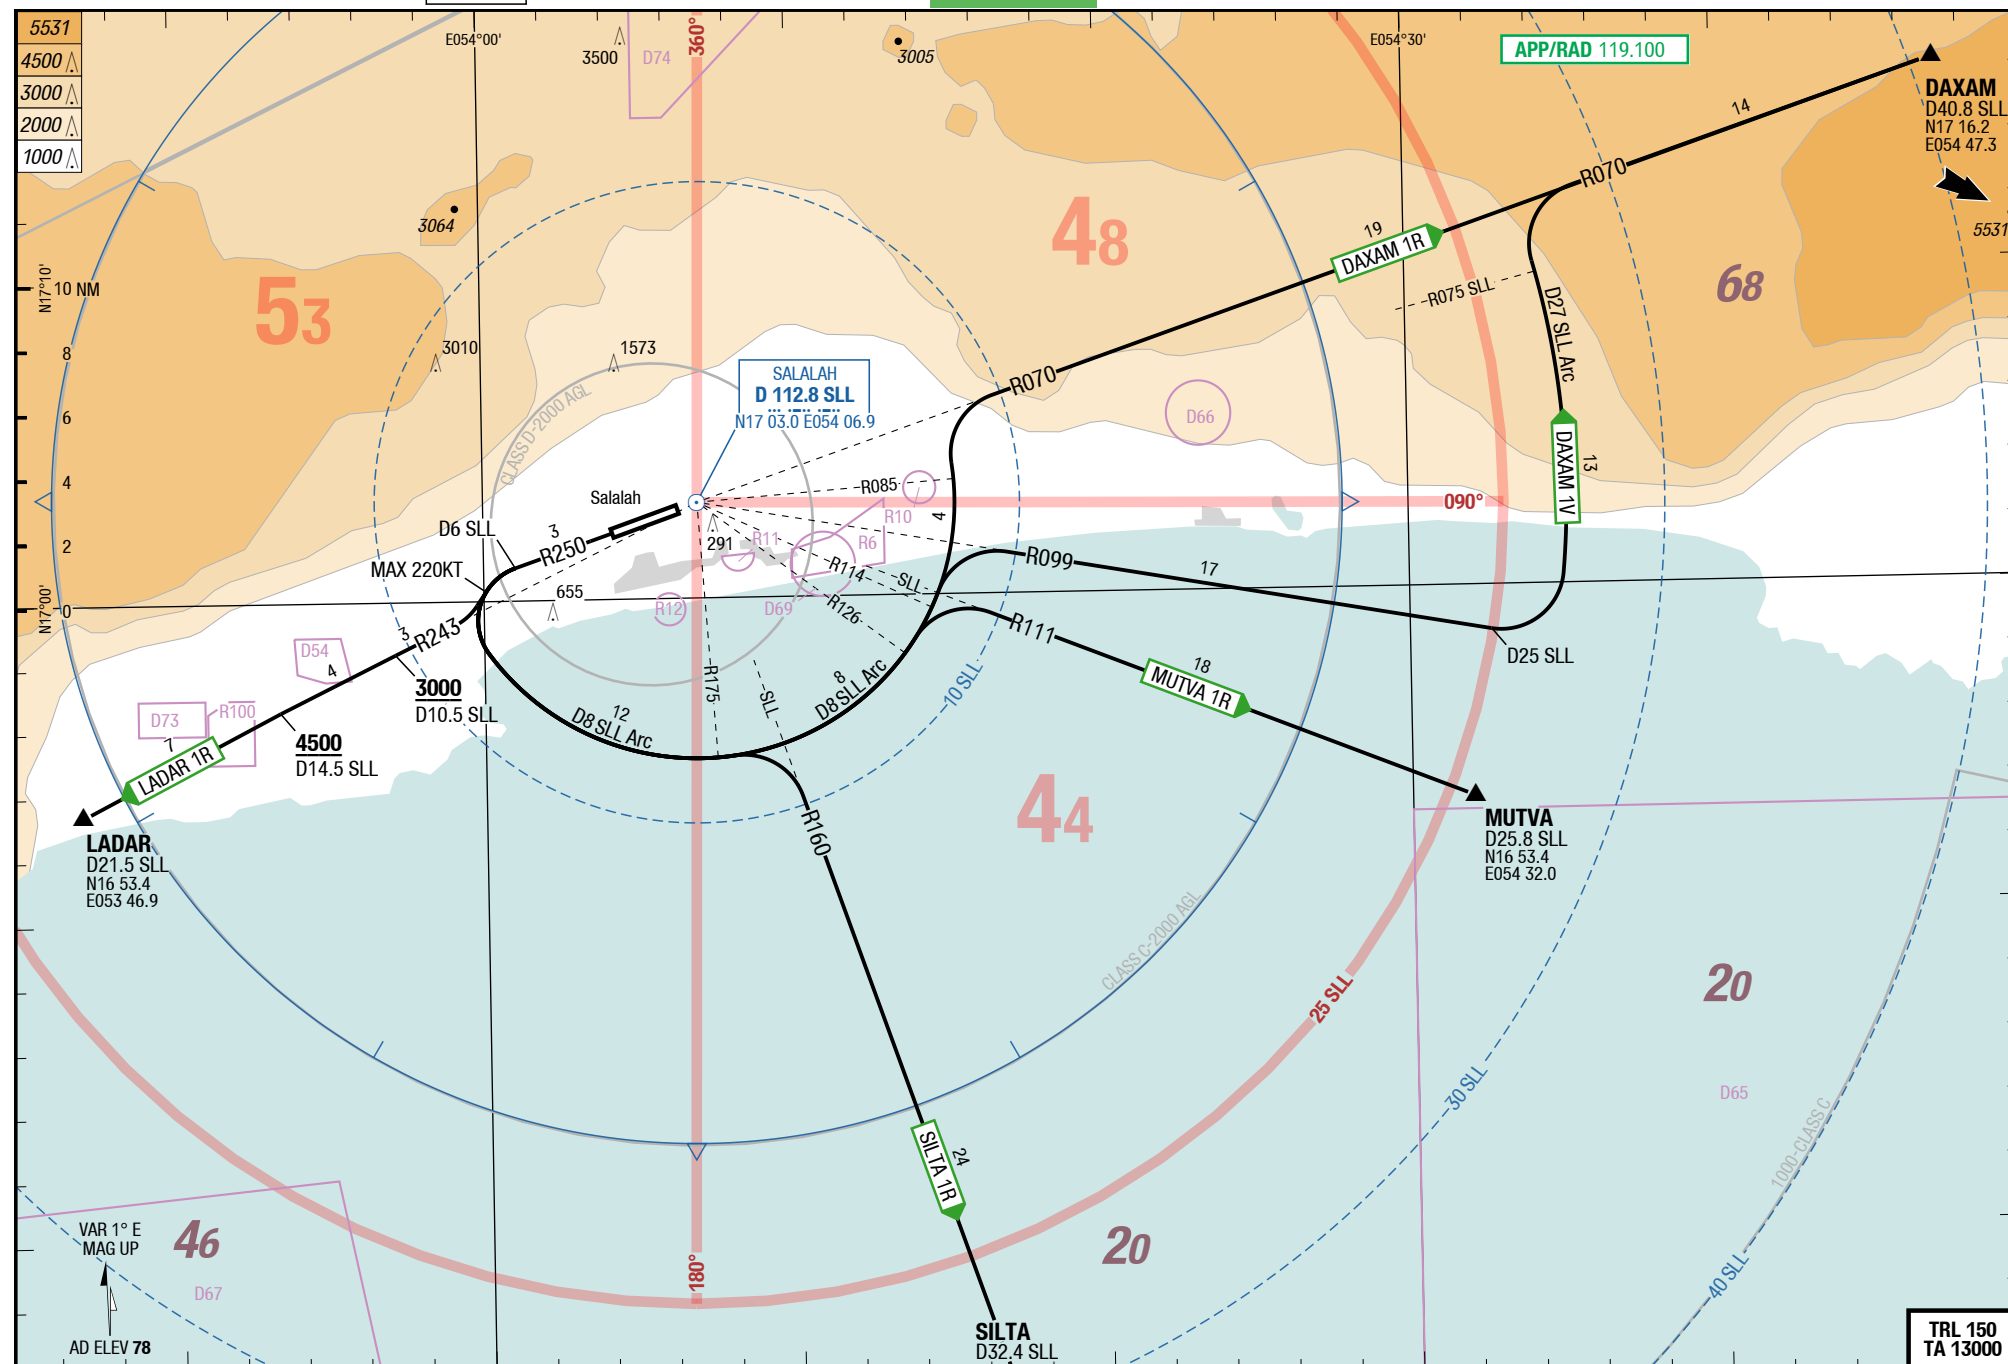 5531
4500
3000
2000
1000
E054°00'
3500
D74
360°
3005
E054°30'
APP/RAD 119.100
DAXAM
D40.8 SLL
N17 16.2
E054 47.3
14
R070
5531
3064
48
19
DAXAM 1R
68
R075 SLL
D27 SLL Arc
N17°10'
10 NM
53
8
6
4
2
0
3010
1573
CLASS D-2000 AGL
SALALAH
D 112.8 SLL
N17 03.0 E054 06.9
R070
D66
DAXAM 1V
13
Salalah
R085
R10
4
090°
D6 SLL
3
R250
291
R11
R6
R114
SLL
R099
17
MAX 220KT
655
R12
D69
R126
N17°00'
3
R243
R111
D25 SLL
D54
4
3000
D10.5 SLL
R175
SLL
8
D8 SLL Arc
10 SLL
18
MUTVA 1R
D73
R100
12
D8 SLL Arc
7
LADAR 1R
4500
D14.5 SLL
R160
44
MUTVA
D25.8 SLL
N16 53.4
E054 32.0
LADAR
D21.5 SLL
N16 53.4
E053 46.9
CLASS C-2000 AGL
25 SLL
20
30 SLL
D65
1000-CLASS C
SILTA 1R
24
VAR 1° E
MAG UP
46
20
180°
D67
40 SLL
AD ELEV 78
SILTA
D32.4 SLL
TRL 150
TA 13000